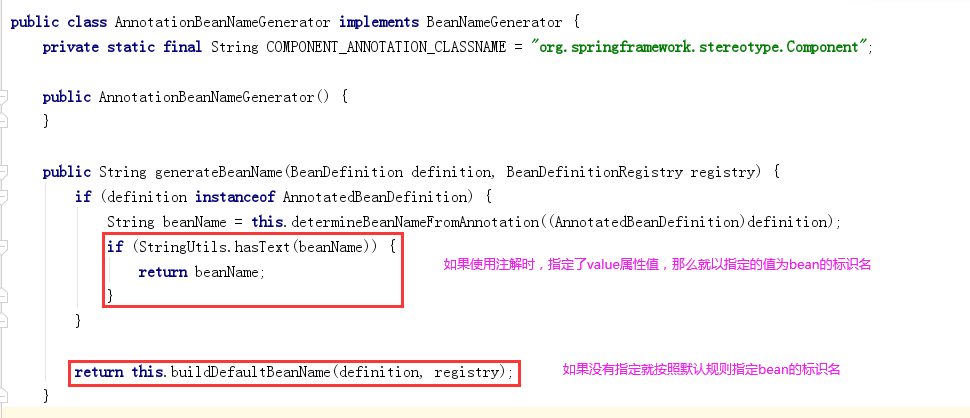 public class AnnotationBeanNameGenerator implements BeanNameGenerator {
private static final String COMPONENT_ANNOTATION_CLASSNAME = "org.springframework.stereotype.Component";
public AnnotationBeanNameGenerator() {
}
public String generateBeanName(BeanDefinition definition, BeanDefinitionRegistry registry) {
if (definition instanceof AnnotatedBeanDefinition) {
String beanName = this.determineBeanNameFromAnnotation((AnnotatedBeanDefinition)definition);
if (StringUtils.hasText(beanName)) {
如果使用注解时，指定了value属性值，那么就以指定的值为bean的标识名
return beanName;
}
}
return this.buildDefaultBeanName(definition, registry);
如果没有指定就按照默认规则指定bean的标识名
}